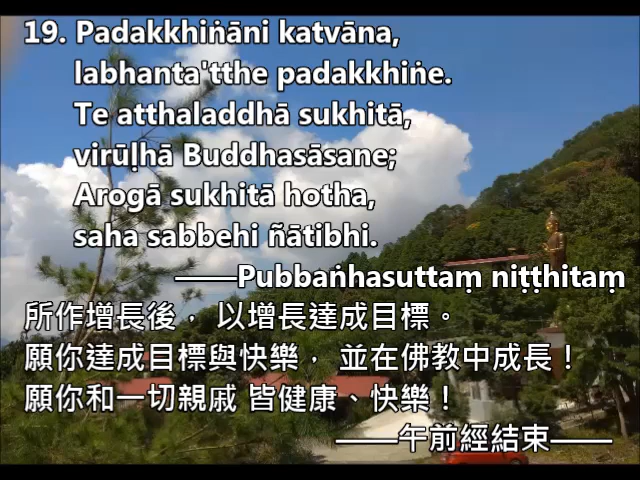 19. Padakkhiṅāni katvāna,
labhanta'tthe padakkhiṅe.
Te atthaladdhā sukhitā,
virūḷhā Buddhasāsane;
Arogā sukhitā hotha,
saha sabbehi ñātibhi.
——Pubbaṅhasuttaṃ niṭṭhitaṃ
所作增長後，以增長達成目標。
願你達成目標與快樂，並在佛教中成長！
願你和一切親戚 皆健康、快樂！
——午前經結束——